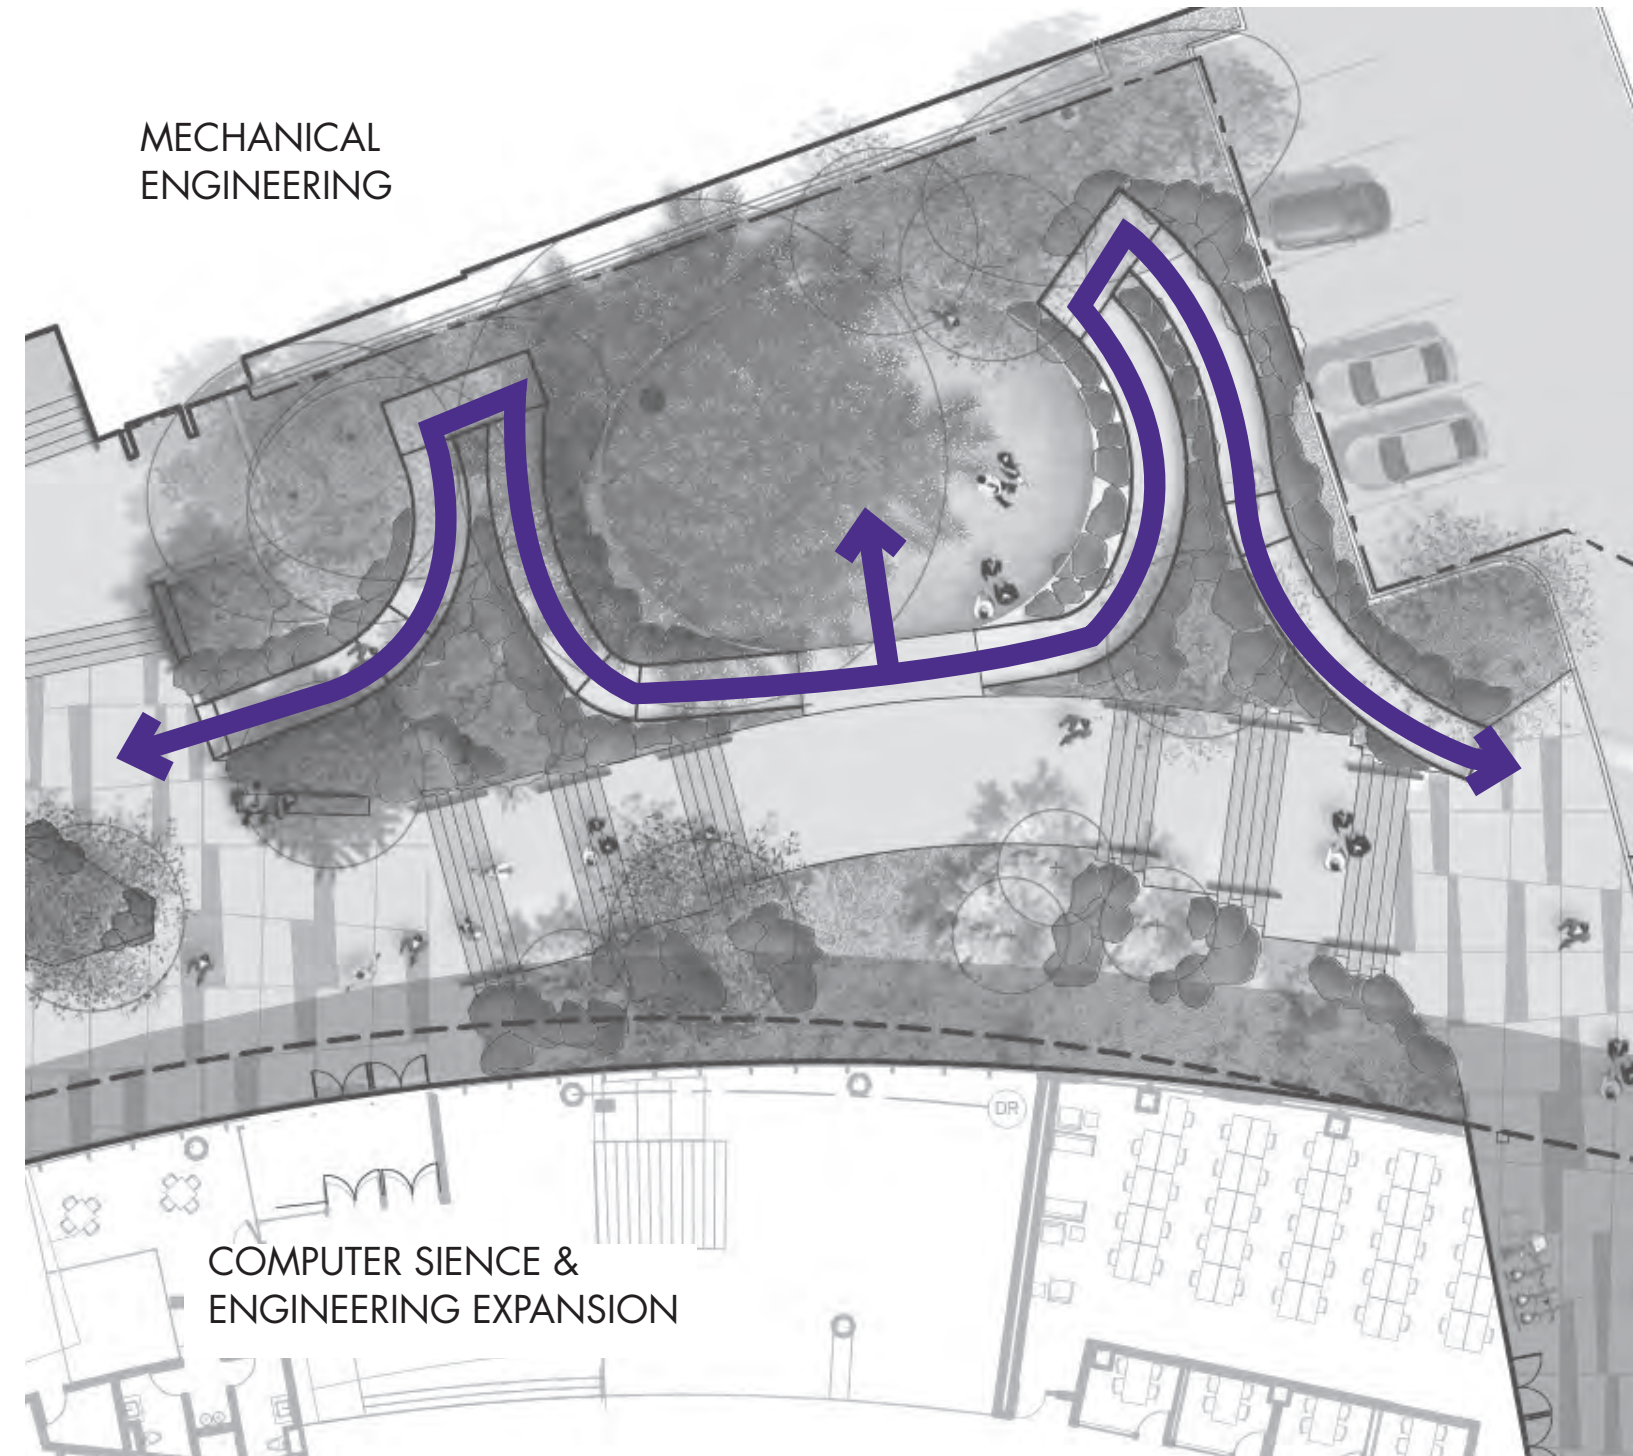 MECHANICAL
ENGINEERING
DR
COMPUTER SIENCE &
ENGINEERING EXPANSION